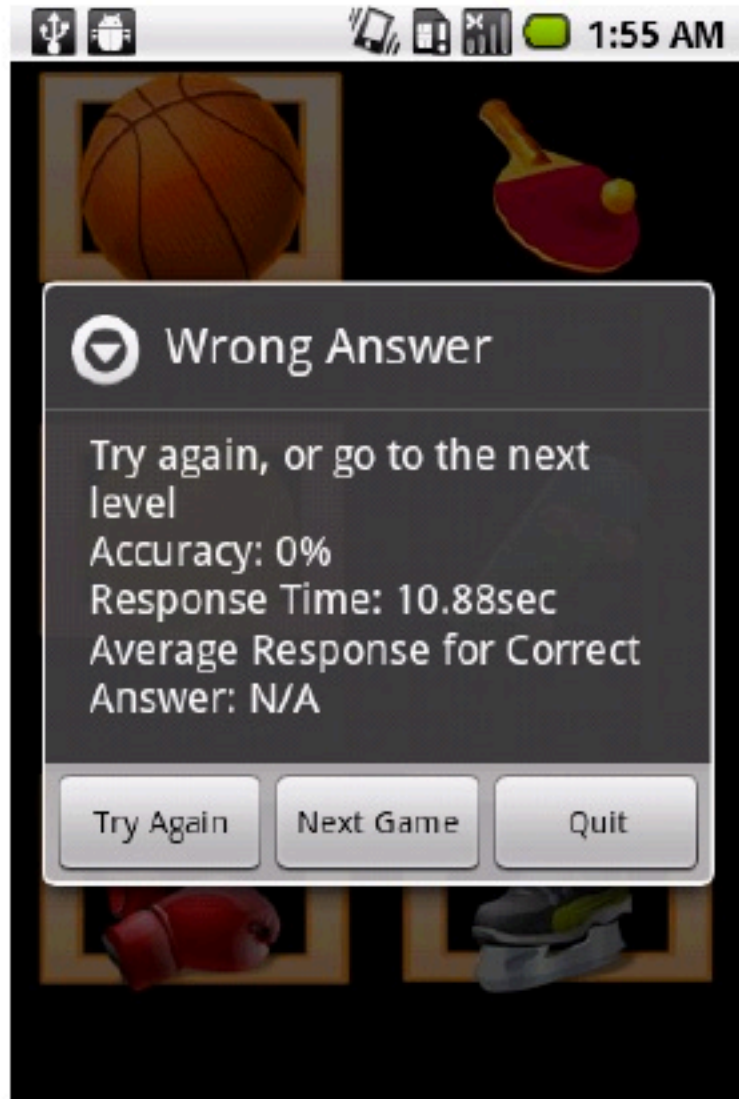 1:55 AM
Wrong Answer
Try again, or go to the next
level
Accuracy: 0%
Response Time: 10.88sec
Average Response for Correct
Answer: N/A
Try Again
Next Game
Quit